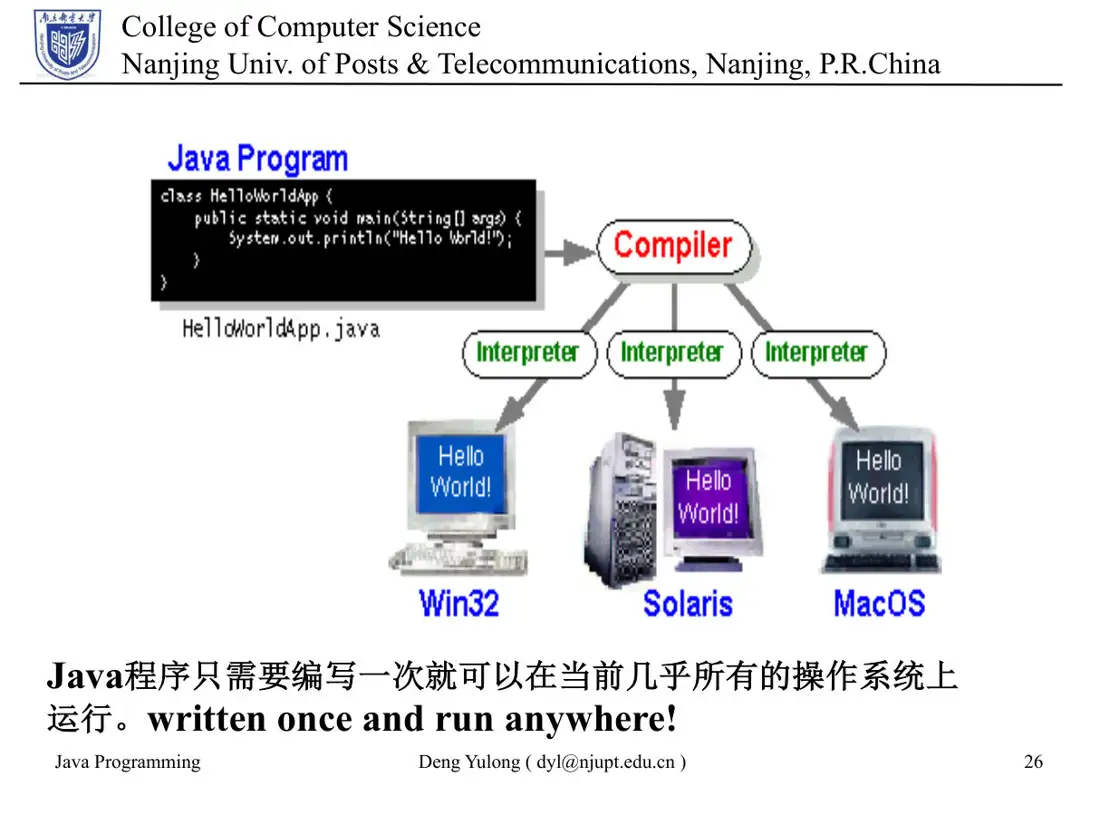 College of Computer Science
Nanjing Univ. of Posts & Telecommunications, Nanjing, P.R.China
Java Program
class HelloWorldApp {
public static void main(String[] args) {
System.out.println("Hello World!");
}
}
HelloWorldApp.java
Compiler
Interpreter
Interpreter
Interpreter
Hello
World!
Hello
World!
Hello
World!
Win32
Solaris
MacOS
Java程序只需要编写一次就可以在当前几乎所有的操作系统上
运行。written once and run anywhere!
Java Programming
Deng Yulong ( dyl@njupt.edu.cn )
26